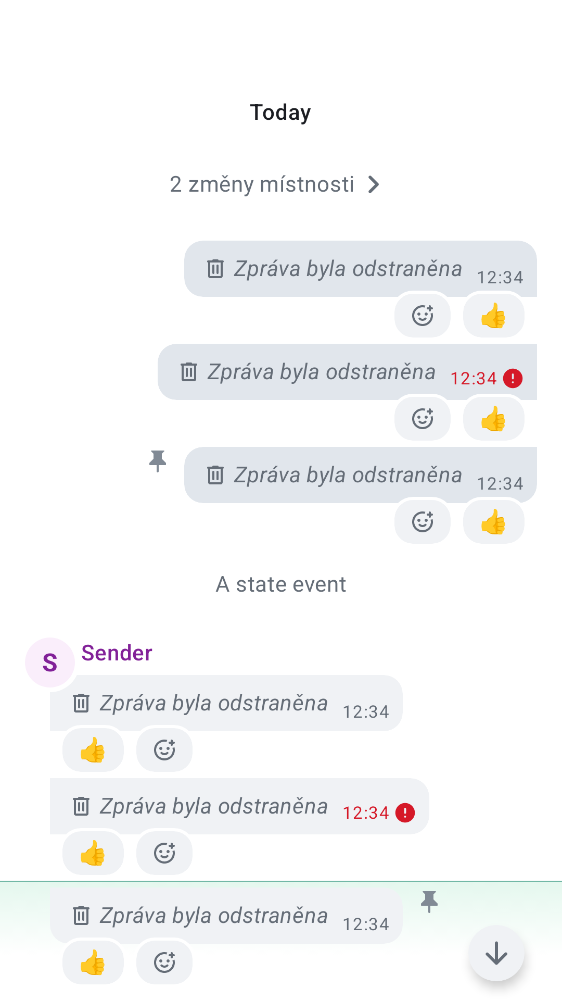 Today
2 změny místnosti
Zpráva byla odstraněna 12:34
Zpráva byla odstraněna 12:34
Zpráva byla odstraněna 12:34
A state event
S Sender
Zpráva byla odstraněna 12:34
Zpráva byla odstraněna 12:34
Zpráva byla odstraněna 12:34